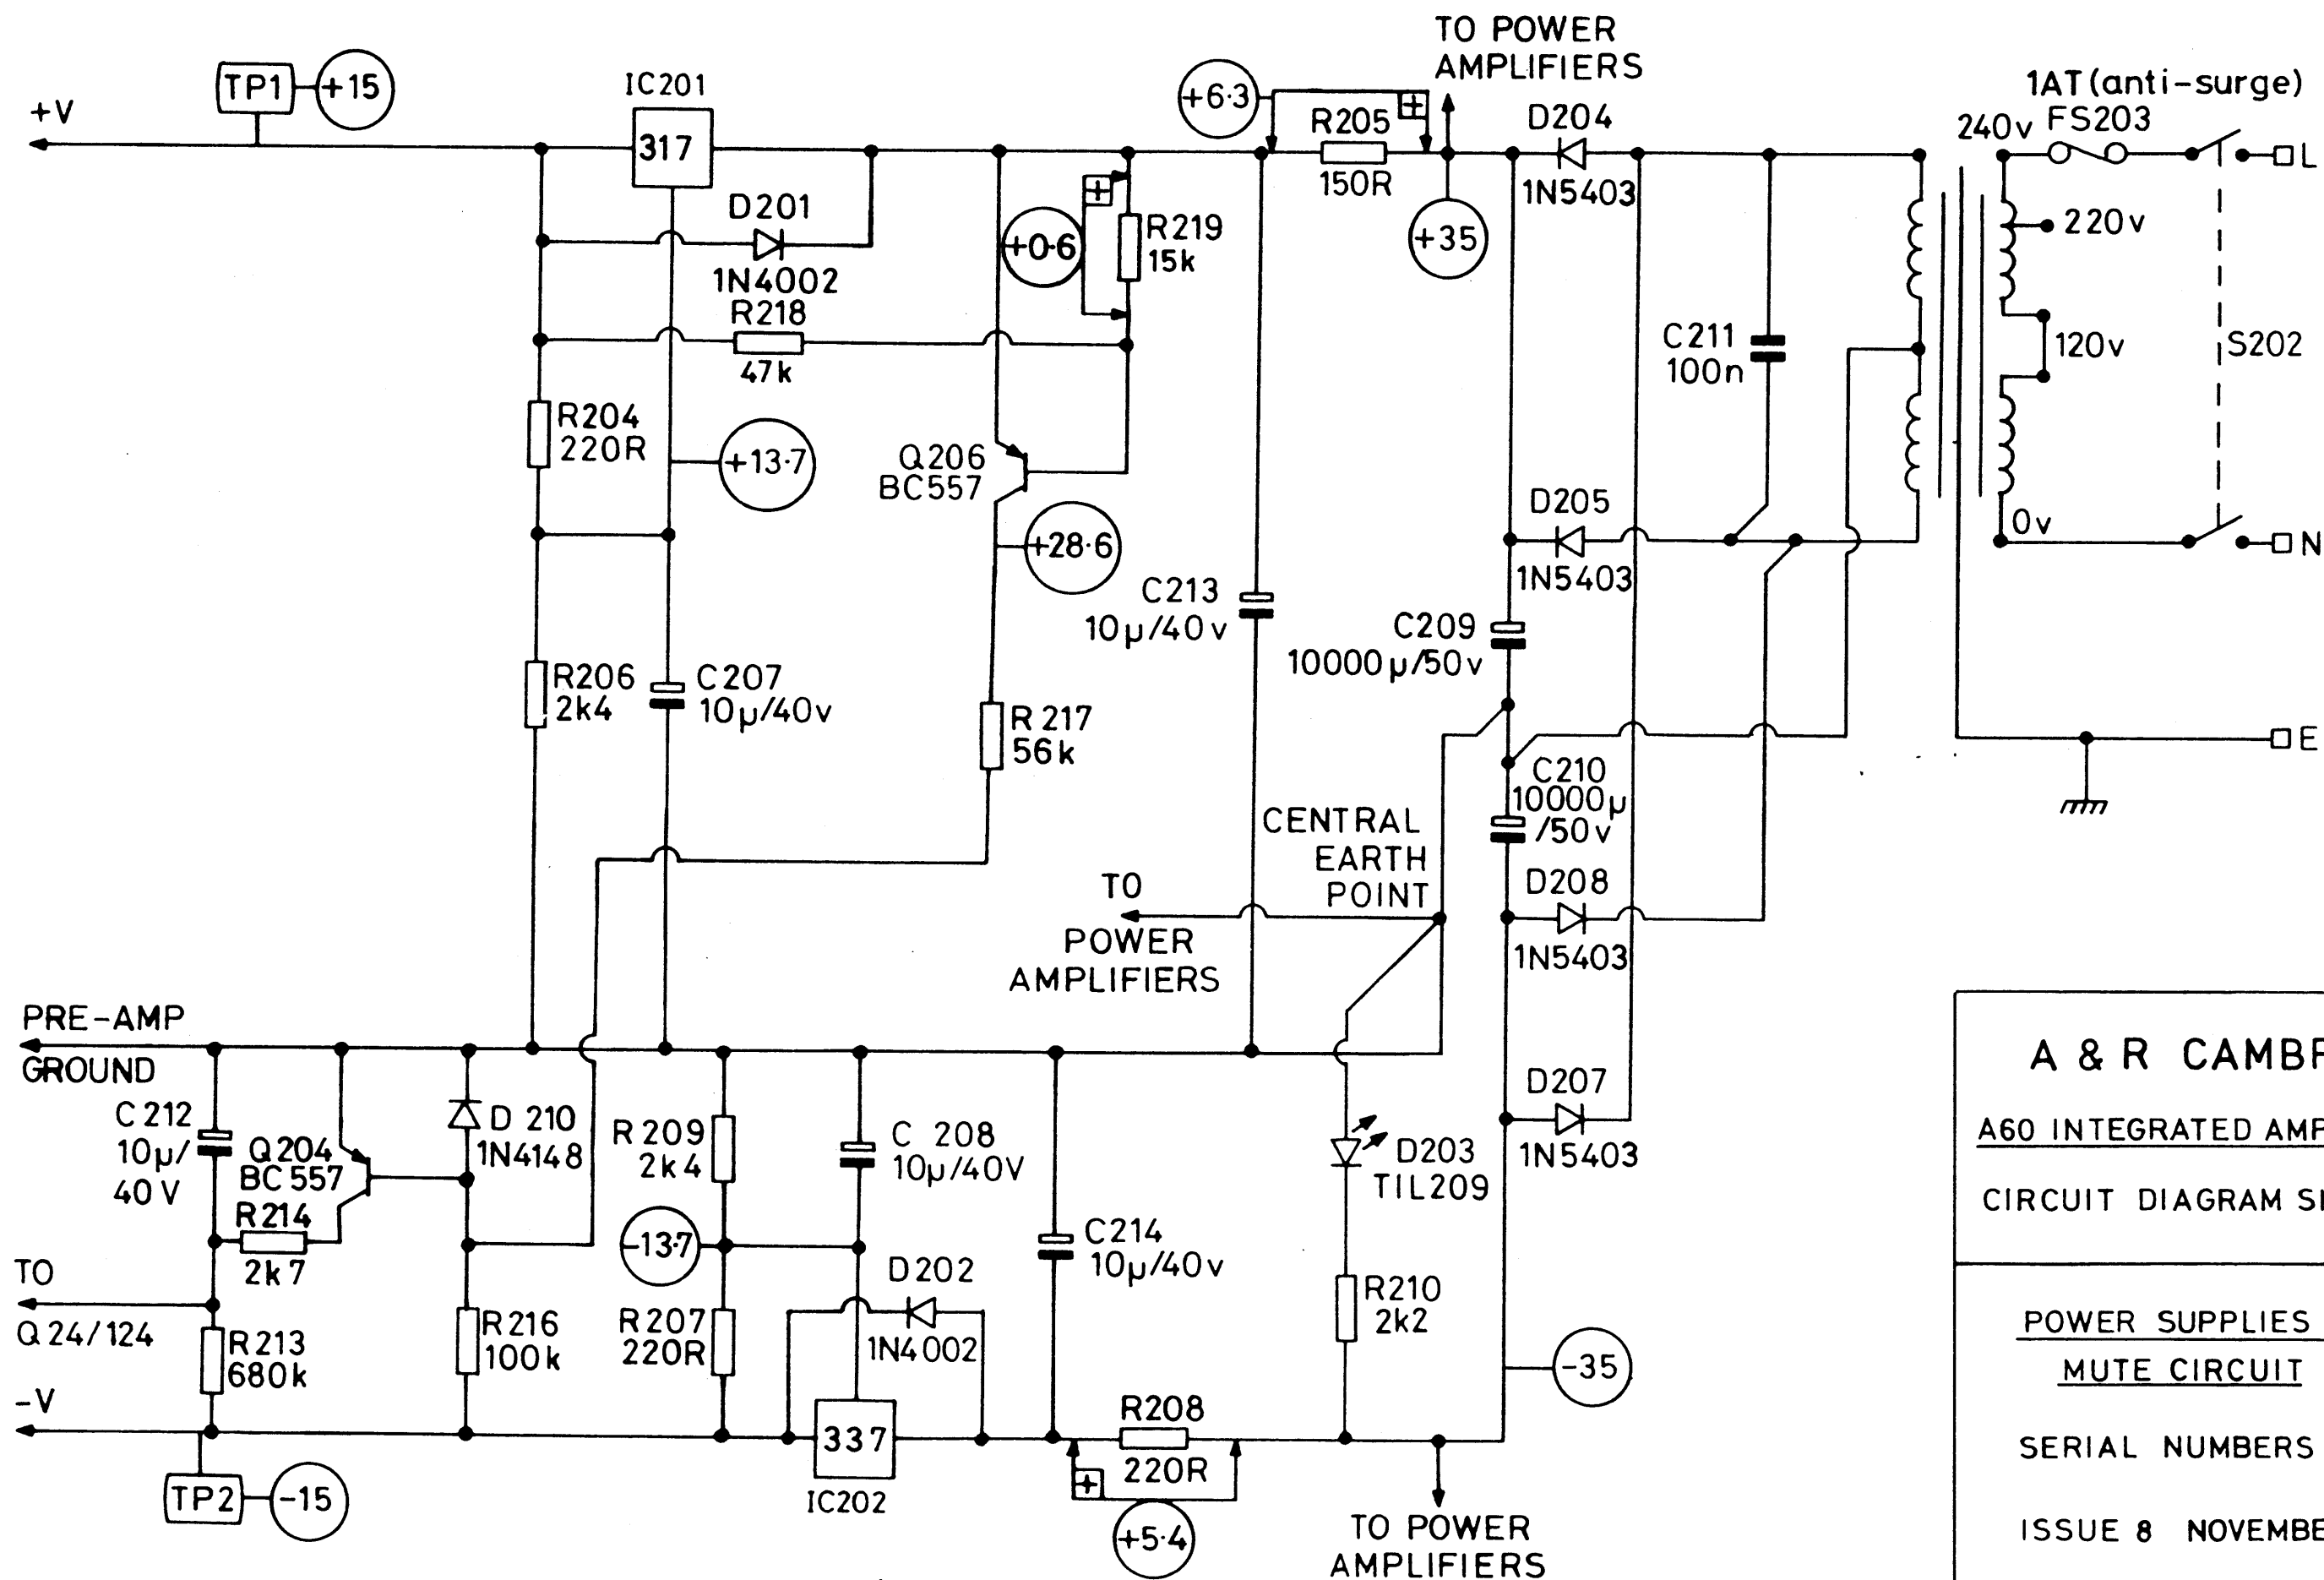 TO POWER
AMPLIFIERS
1AT (anti-surge)
FS203
TP1
+15
IC201
317
+6·3
+
R205
150R
D204
1N5403
240v
L
+V
D201
1N4002
+
+0·6
R219
15k
+35
220v
R218
47k
C211
100n
120v
S202
R204
220R
+13·7
Q206
BC557
+28·6
D205
1N5403
0v
N
C213
10µ/40v
C209
10000µ/50v
R206
2k4
C207
10µ/40v
R 217
56k
E
C210
10000µ
/50v
CENTRAL
EARTH
POINT
TO
POWER
AMPLIFIERS
D208
1N5403
PRE-AMP
GROUND
C 212
10µ/
40V
Q204
BC557
D 210
1N4148
R 209
2k4
C 208
10µ/40V
D203
TIL209
D207
1N5403
R214
2k7
-13·7
C214
10µ/40v
TO
Q24/124
R213
680k
R216
100k
R207
220R
D202
1N4002
R210
2k2
-35
-V
TP2
-15
337
IC202
R208
220R
+
+5·4
TO POWER
AMPLIFIERS
A & R CAMB
A60 INTEGRATED AMP
CIRCUIT DIAGRAM S
POWER SUPPLIES
MUTE CIRCUIT
SERIAL NUMBERS
ISSUE 8 NOVEMBE